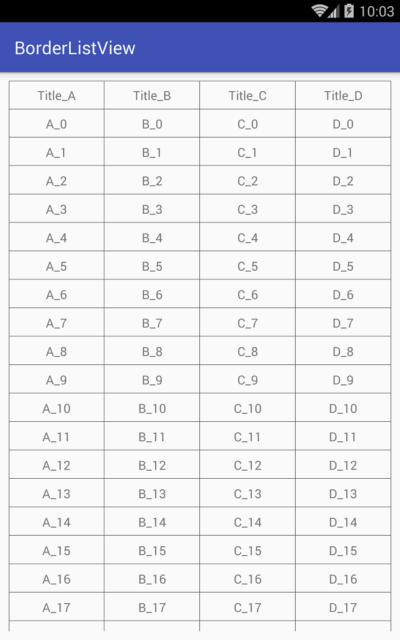 10:03
BorderListView
Title_A Title_B Title_C Title_D
A_0 B_0 C_0 D_0
A_1 B_1 C_1 D_1
A_2 B_2 C_2 D_2
A_3 B_3 C_3 D_3
A_4 B_4 C_4 D_4
A_5 B_5 C_5 D_5
A_6 B_6 C_6 D_6
A_7 B_7 C_7 D_7
A_8 B_8 C_8 D_8
A_9 B_9 C_9 D_9
A_10 B_10 C_10 D_10
A_11 B_11 C_11 D_11
A_12 B_12 C_12 D_12
A_13 B_13 C_13 D_13
A_14 B_14 C_14 D_14
A_15 B_15 C_15 D_15
A_16 B_16 C_16 D_16
A_17 B_17 C_17 D_17